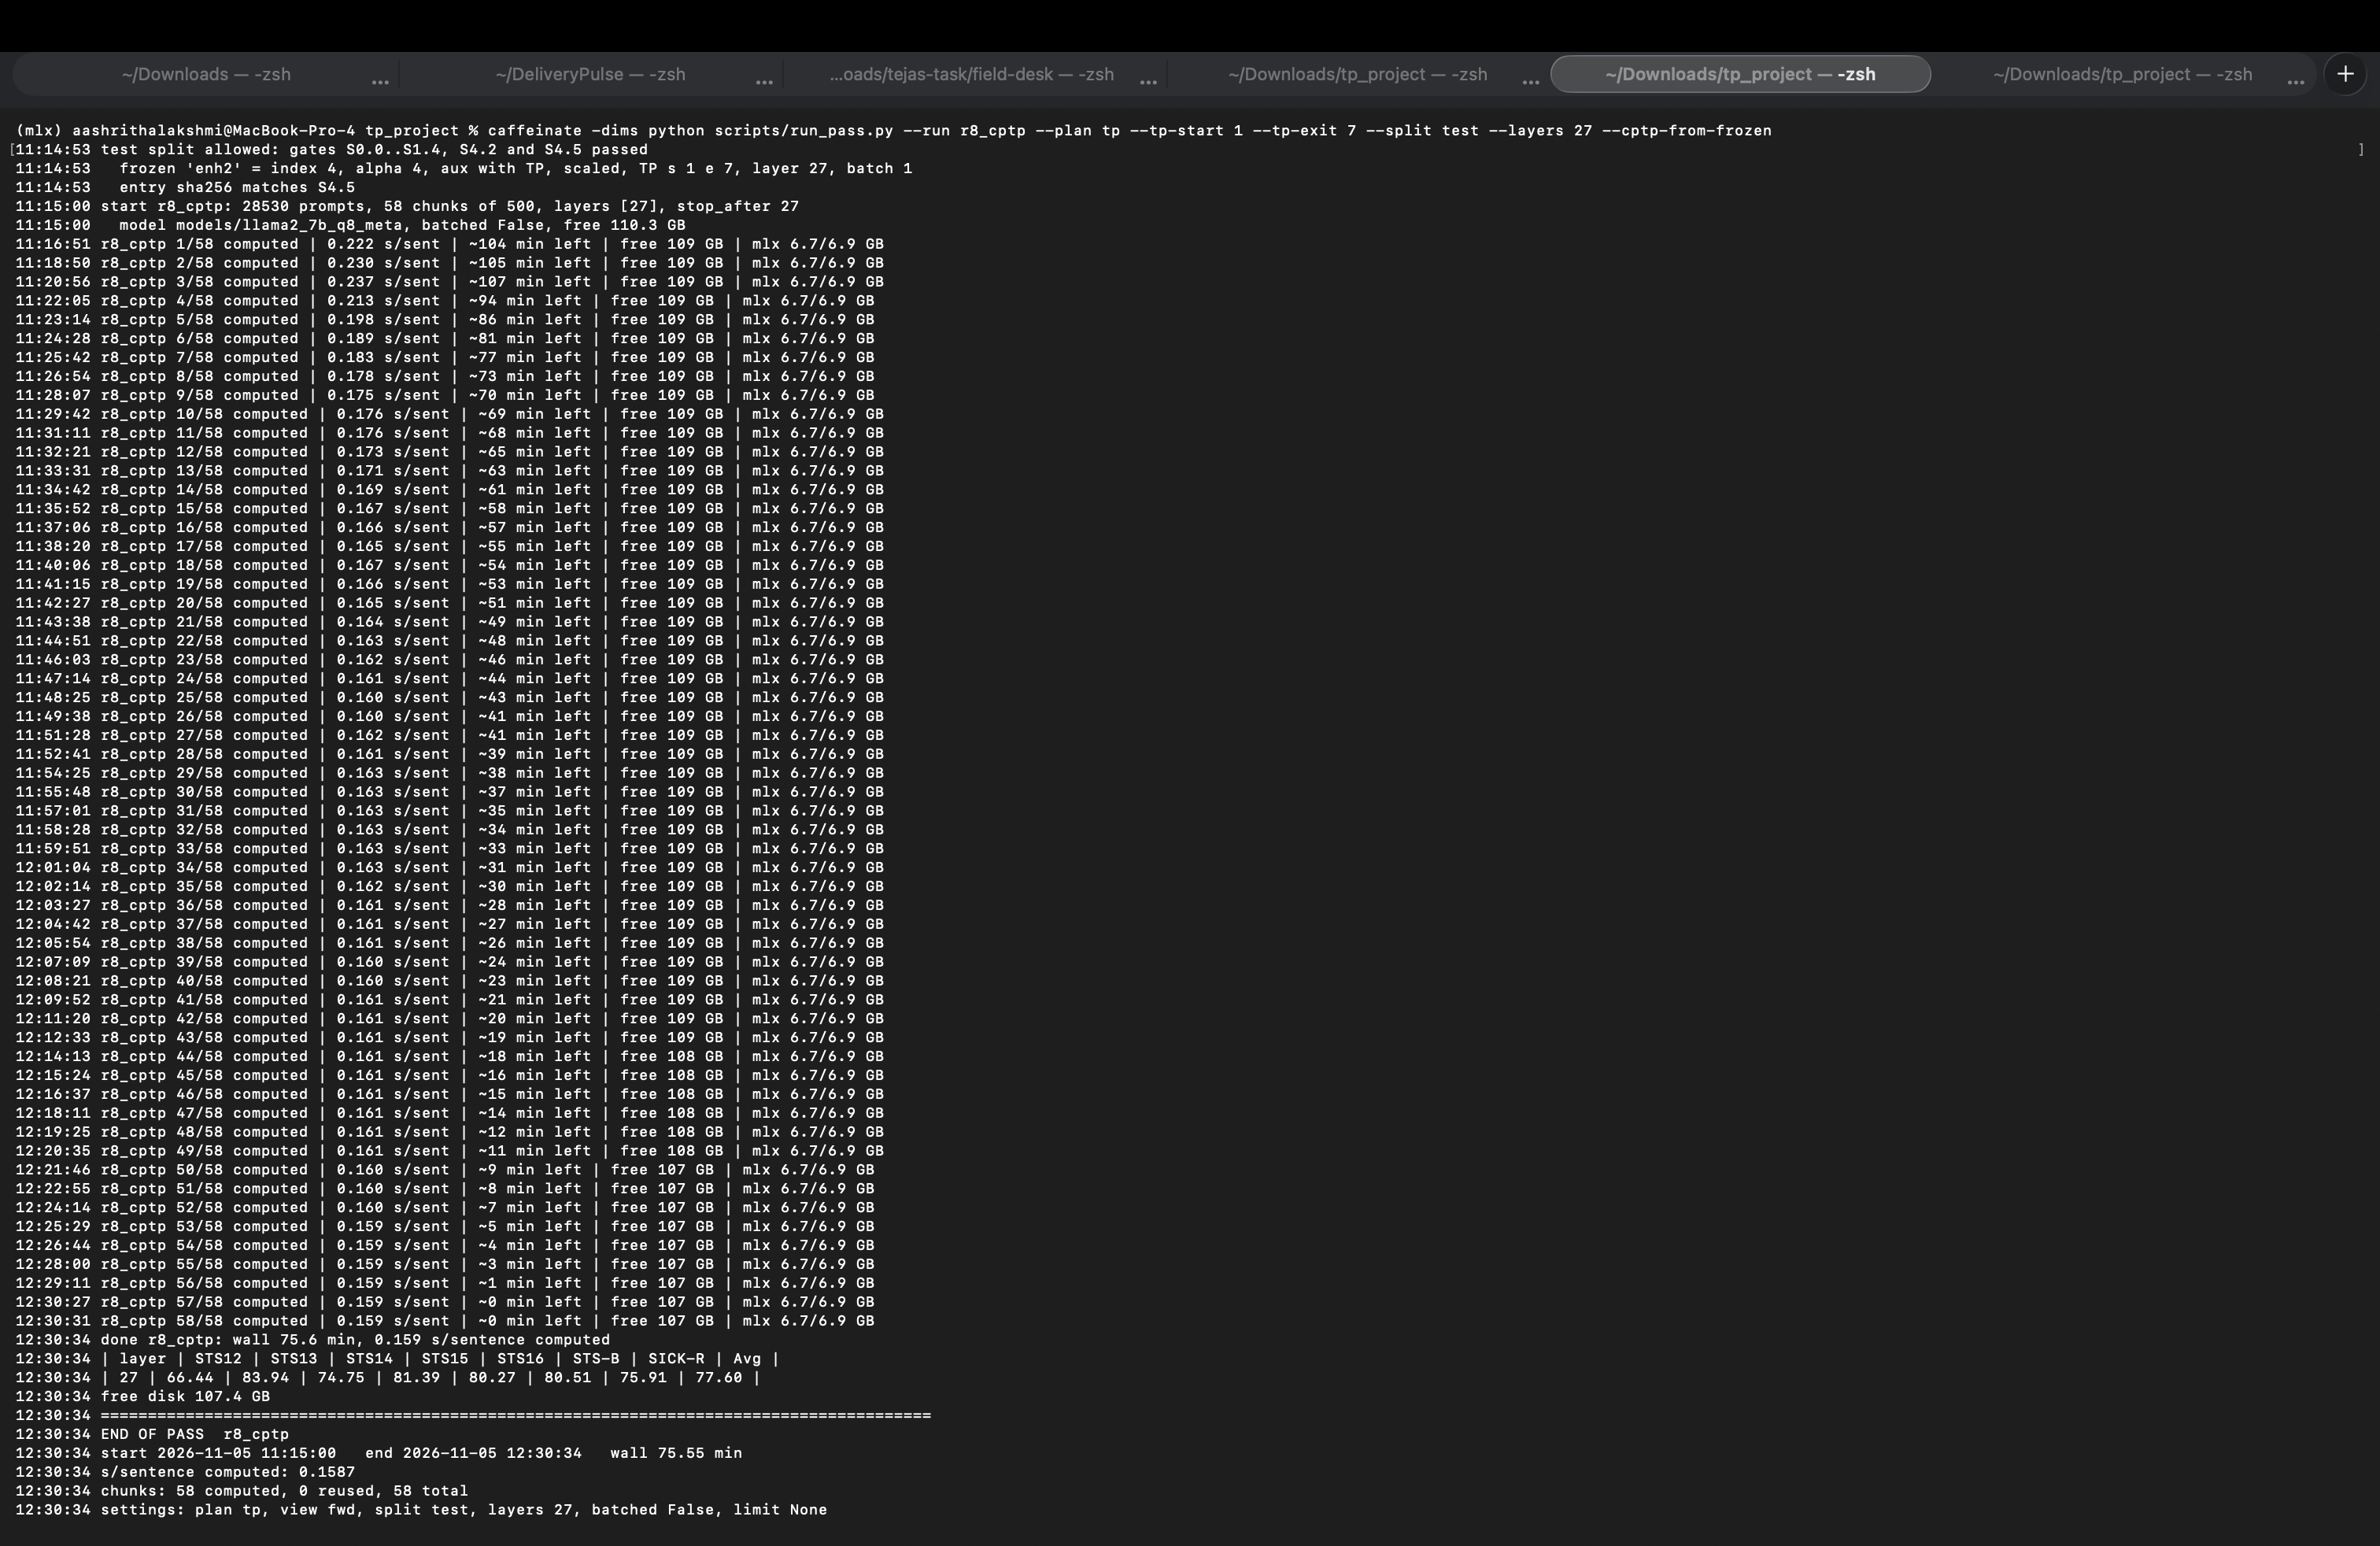 ~/Downloads — -zsh ... ~/DeliveryPulse — -zsh ... ...oads/tejas-task/field-desk — -zsh ... ~/Downloads/tp_project — -zsh ... ~/Downloads/tp_project — -zsh ~/Downloads/tp_project — -zsh ... +
(mlx) aashrithalakshmi@MacBook-Pro-4 tp_project % caffeinate -dims python scripts/run_pass.py --run r8_cptp --plan tp --tp-start 1 --tp-exit 7 --split test --layers 27 --cptp-from-frozen
[11:14:53 test split allowed: gates S0.0..S1.4, S4.2 and S4.5 passed ]
11:14:53   frozen 'enh2' = index 4, alpha 4, aux with TP, scaled, TP s 1 e 7, layer 27, batch 1
11:14:53   entry sha256 matches S4.5
11:15:00 start r8_cptp: 28530 prompts, 58 chunks of 500, layers [27], stop_after 27
11:15:00   model models/llama2_7b_q8_meta, batched False, free 110.3 GB
11:16:51 r8_cptp 1/58 computed | 0.222 s/sent | ~104 min left | free 109 GB | mlx 6.7/6.9 GB
11:18:50 r8_cptp 2/58 computed | 0.230 s/sent | ~105 min left | free 109 GB | mlx 6.7/6.9 GB
11:20:56 r8_cptp 3/58 computed | 0.237 s/sent | ~107 min left | free 109 GB | mlx 6.7/6.9 GB
11:22:05 r8_cptp 4/58 computed | 0.213 s/sent | ~94 min left | free 109 GB | mlx 6.7/6.9 GB
11:23:14 r8_cptp 5/58 computed | 0.198 s/sent | ~86 min left | free 109 GB | mlx 6.7/6.9 GB
11:24:28 r8_cptp 6/58 computed | 0.189 s/sent | ~81 min left | free 109 GB | mlx 6.7/6.9 GB
11:25:42 r8_cptp 7/58 computed | 0.183 s/sent | ~77 min left | free 109 GB | mlx 6.7/6.9 GB
11:26:54 r8_cptp 8/58 computed | 0.178 s/sent | ~73 min left | free 109 GB | mlx 6.7/6.9 GB
11:28:07 r8_cptp 9/58 computed | 0.175 s/sent | ~70 min left | free 109 GB | mlx 6.7/6.9 GB
11:29:42 r8_cptp 10/58 computed | 0.176 s/sent | ~69 min left | free 109 GB | mlx 6.7/6.9 GB
11:31:11 r8_cptp 11/58 computed | 0.176 s/sent | ~68 min left | free 109 GB | mlx 6.7/6.9 GB
11:32:21 r8_cptp 12/58 computed | 0.173 s/sent | ~65 min left | free 109 GB | mlx 6.7/6.9 GB
11:33:31 r8_cptp 13/58 computed | 0.171 s/sent | ~63 min left | free 109 GB | mlx 6.7/6.9 GB
11:34:42 r8_cptp 14/58 computed | 0.169 s/sent | ~61 min left | free 109 GB | mlx 6.7/6.9 GB
11:35:52 r8_cptp 15/58 computed | 0.167 s/sent | ~58 min left | free 109 GB | mlx 6.7/6.9 GB
11:37:06 r8_cptp 16/58 computed | 0.166 s/sent | ~57 min left | free 109 GB | mlx 6.7/6.9 GB
11:38:20 r8_cptp 17/58 computed | 0.165 s/sent | ~55 min left | free 109 GB | mlx 6.7/6.9 GB
11:40:06 r8_cptp 18/58 computed | 0.167 s/sent | ~54 min left | free 109 GB | mlx 6.7/6.9 GB
11:41:15 r8_cptp 19/58 computed | 0.166 s/sent | ~53 min left | free 109 GB | mlx 6.7/6.9 GB
11:42:27 r8_cptp 20/58 computed | 0.165 s/sent | ~51 min left | free 109 GB | mlx 6.7/6.9 GB
11:43:38 r8_cptp 21/58 computed | 0.164 s/sent | ~49 min left | free 109 GB | mlx 6.7/6.9 GB
11:44:51 r8_cptp 22/58 computed | 0.163 s/sent | ~48 min left | free 109 GB | mlx 6.7/6.9 GB
11:46:03 r8_cptp 23/58 computed | 0.162 s/sent | ~46 min left | free 109 GB | mlx 6.7/6.9 GB
11:47:14 r8_cptp 24/58 computed | 0.161 s/sent | ~44 min left | free 109 GB | mlx 6.7/6.9 GB
11:48:25 r8_cptp 25/58 computed | 0.160 s/sent | ~43 min left | free 109 GB | mlx 6.7/6.9 GB
11:49:38 r8_cptp 26/58 computed | 0.160 s/sent | ~41 min left | free 109 GB | mlx 6.7/6.9 GB
11:51:28 r8_cptp 27/58 computed | 0.162 s/sent | ~41 min left | free 109 GB | mlx 6.7/6.9 GB
11:52:41 r8_cptp 28/58 computed | 0.161 s/sent | ~39 min left | free 109 GB | mlx 6.7/6.9 GB
11:54:25 r8_cptp 29/58 computed | 0.163 s/sent | ~38 min left | free 109 GB | mlx 6.7/6.9 GB
11:55:48 r8_cptp 30/58 computed | 0.163 s/sent | ~37 min left | free 109 GB | mlx 6.7/6.9 GB
11:57:01 r8_cptp 31/58 computed | 0.163 s/sent | ~35 min left | free 109 GB | mlx 6.7/6.9 GB
11:58:28 r8_cptp 32/58 computed | 0.163 s/sent | ~34 min left | free 109 GB | mlx 6.7/6.9 GB
11:59:51 r8_cptp 33/58 computed | 0.163 s/sent | ~33 min left | free 109 GB | mlx 6.7/6.9 GB
12:01:04 r8_cptp 34/58 computed | 0.163 s/sent | ~31 min left | free 109 GB | mlx 6.7/6.9 GB
12:02:14 r8_cptp 35/58 computed | 0.162 s/sent | ~30 min left | free 109 GB | mlx 6.7/6.9 GB
12:03:27 r8_cptp 36/58 computed | 0.161 s/sent | ~28 min left | free 109 GB | mlx 6.7/6.9 GB
12:04:42 r8_cptp 37/58 computed | 0.161 s/sent | ~27 min left | free 109 GB | mlx 6.7/6.9 GB
12:05:54 r8_cptp 38/58 computed | 0.161 s/sent | ~26 min left | free 109 GB | mlx 6.7/6.9 GB
12:07:09 r8_cptp 39/58 computed | 0.160 s/sent | ~24 min left | free 109 GB | mlx 6.7/6.9 GB
12:08:21 r8_cptp 40/58 computed | 0.160 s/sent | ~23 min left | free 109 GB | mlx 6.7/6.9 GB
12:09:52 r8_cptp 41/58 computed | 0.161 s/sent | ~21 min left | free 109 GB | mlx 6.7/6.9 GB
12:11:20 r8_cptp 42/58 computed | 0.161 s/sent | ~20 min left | free 109 GB | mlx 6.7/6.9 GB
12:12:33 r8_cptp 43/58 computed | 0.161 s/sent | ~19 min left | free 109 GB | mlx 6.7/6.9 GB
12:14:13 r8_cptp 44/58 computed | 0.161 s/sent | ~18 min left | free 108 GB | mlx 6.7/6.9 GB
12:15:24 r8_cptp 45/58 computed | 0.161 s/sent | ~16 min left | free 108 GB | mlx 6.7/6.9 GB
12:16:37 r8_cptp 46/58 computed | 0.161 s/sent | ~15 min left | free 108 GB | mlx 6.7/6.9 GB
12:18:11 r8_cptp 47/58 computed | 0.161 s/sent | ~14 min left | free 108 GB | mlx 6.7/6.9 GB
12:19:25 r8_cptp 48/58 computed | 0.161 s/sent | ~12 min left | free 108 GB | mlx 6.7/6.9 GB
12:20:35 r8_cptp 49/58 computed | 0.161 s/sent | ~11 min left | free 108 GB | mlx 6.7/6.9 GB
12:21:46 r8_cptp 50/58 computed | 0.160 s/sent | ~9 min left | free 107 GB | mlx 6.7/6.9 GB
12:22:55 r8_cptp 51/58 computed | 0.160 s/sent | ~8 min left | free 107 GB | mlx 6.7/6.9 GB
12:24:14 r8_cptp 52/58 computed | 0.160 s/sent | ~7 min left | free 107 GB | mlx 6.7/6.9 GB
12:25:29 r8_cptp 53/58 computed | 0.159 s/sent | ~5 min left | free 107 GB | mlx 6.7/6.9 GB
12:26:44 r8_cptp 54/58 computed | 0.159 s/sent | ~4 min left | free 107 GB | mlx 6.7/6.9 GB
12:28:00 r8_cptp 55/58 computed | 0.159 s/sent | ~3 min left | free 107 GB | mlx 6.7/6.9 GB
12:29:11 r8_cptp 56/58 computed | 0.159 s/sent | ~1 min left | free 107 GB | mlx 6.7/6.9 GB
12:30:27 r8_cptp 57/58 computed | 0.159 s/sent | ~0 min left | free 107 GB | mlx 6.7/6.9 GB
12:30:31 r8_cptp 58/58 computed | 0.159 s/sent | ~0 min left | free 107 GB | mlx 6.7/6.9 GB
12:30:34 done r8_cptp: wall 75.6 min, 0.159 s/sentence computed
12:30:34 | layer | STS12 | STS13 | STS14 | STS15 | STS16 | STS-B | SICK-R | Avg |
12:30:34 | 27 | 66.44 | 83.94 | 74.75 | 81.39 | 80.27 | 80.51 | 75.91 | 77.60 |
12:30:34 free disk 107.4 GB
12:30:34 ========================================================================================
12:30:34 END OF PASS  r8_cptp
12:30:34 start 2026-11-05 11:15:00   end 2026-11-05 12:30:34   wall 75.55 min
12:30:34 s/sentence computed: 0.1587
12:30:34 chunks: 58 computed, 0 reused, 58 total
12:30:34 settings: plan tp, view fwd, split test, layers 27, batched False, limit None